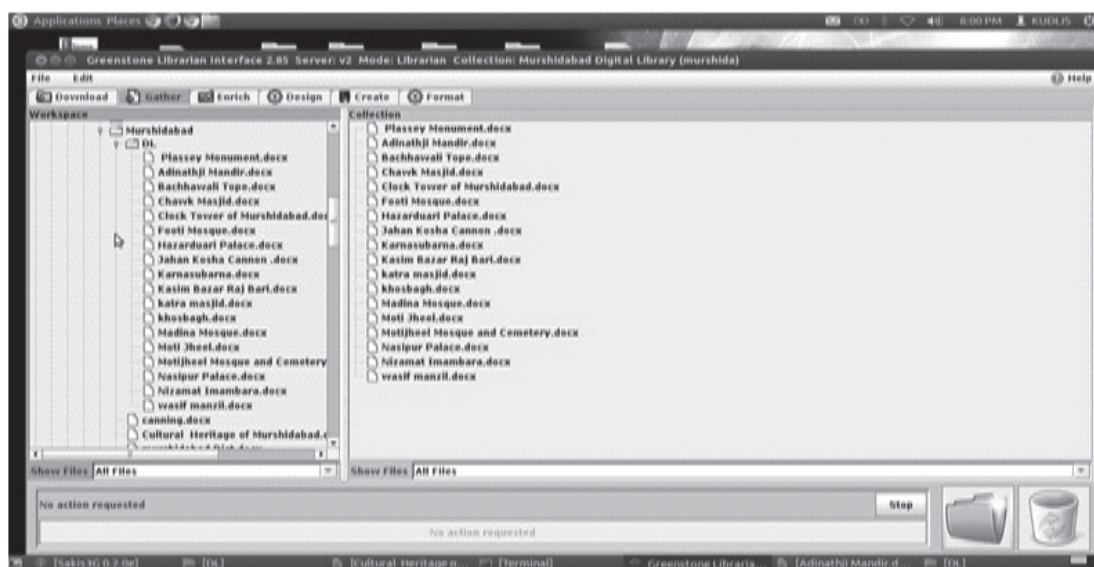 Applications Places 8:00 PM KUDLIS
Greenstone Librarian Interface 2.85 Server: v2 Mode: Librarian Collection: Murshidabad Digital Library (murshida)
File Edit Help
Download Gather Enrich Design Create Format
Workspace
Murshidabad
DL
Plassey Monument.docx
Adinathji Mandir.docx
Bachhawali Tope.docx
Chawk Masjid.docx
Clock Tower of Murshidabad.doc
Footi Mosque.docx
Hazarduari Palace.docx
Jahan Kosha Cannon .docx
Karnasubarna.docx
Kasim Bazar Raj Bari.docx
katra masjid.docx
khosbagh.docx
Madina Mosque.docx
Moti Jheel.docx
Motijheel Mosque and Cemetery
Nasipur Palace.docx
Nizamat Imambara.docx
wasif manzil.docx
canning.docx
Cultural Heritage of Murshidabad.
Show Files All Files
Collection
Plassey Monument.docx
Adinathji Mandir.docx
Bachhawali Tope.docx
Chawk Masjid.docx
Clock Tower of Murshidabad.docx
Footi Mosque.docx
Hazarduari Palace.docx
Jahan Kosha Cannon .docx
Karnasubarna.docx
Kasim Bazar Raj Bari.docx
katra masjid.docx
khosbagh.docx
Madina Mosque.docx
Moti Jheel.docx
Motijheel Mosque and Cemetery.docx
Nasipur Palace.docx
Nizamat Imambara.docx
wasif manzil.docx
Show Files All Files
No action requested Stop
No action requested
[Sakis3G 0.2.0e] [DL] [Cultural Heritage o... [Terminal] Greenstone Libraria... [Adinathji Mandir.d... [DL]